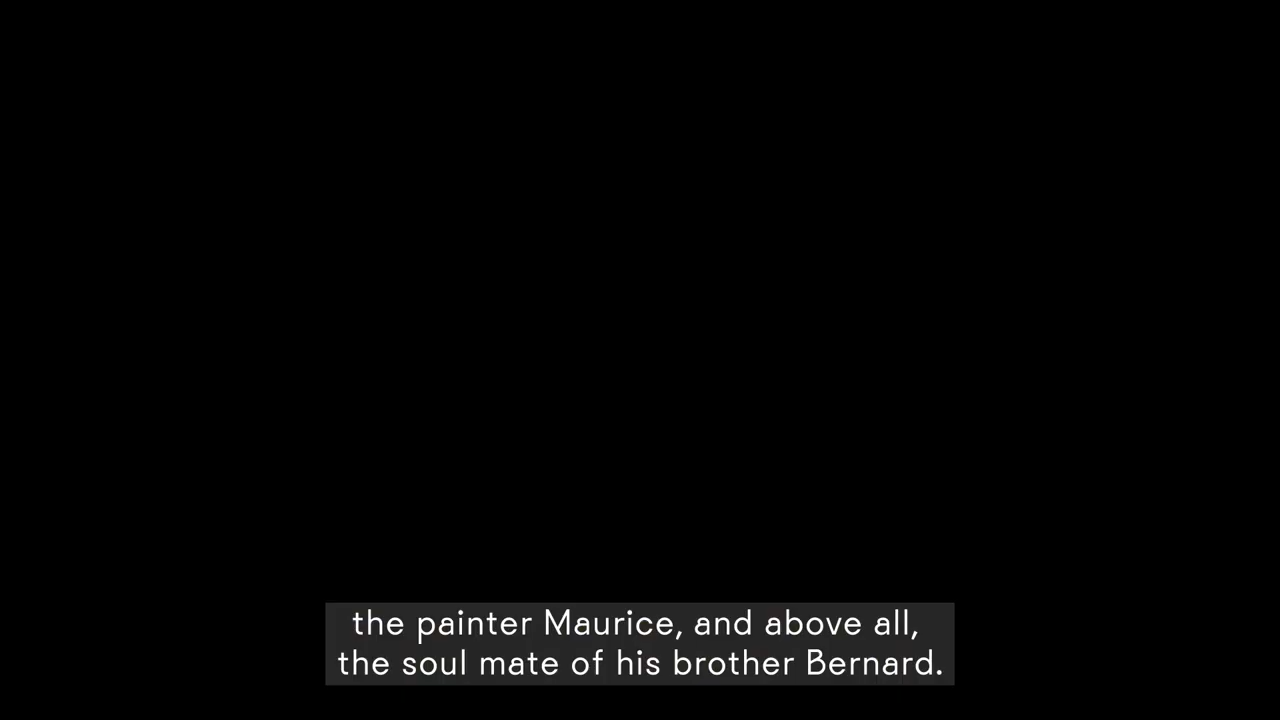 the painter Maurice, and above all,
the soul mate of his brother Bernard.